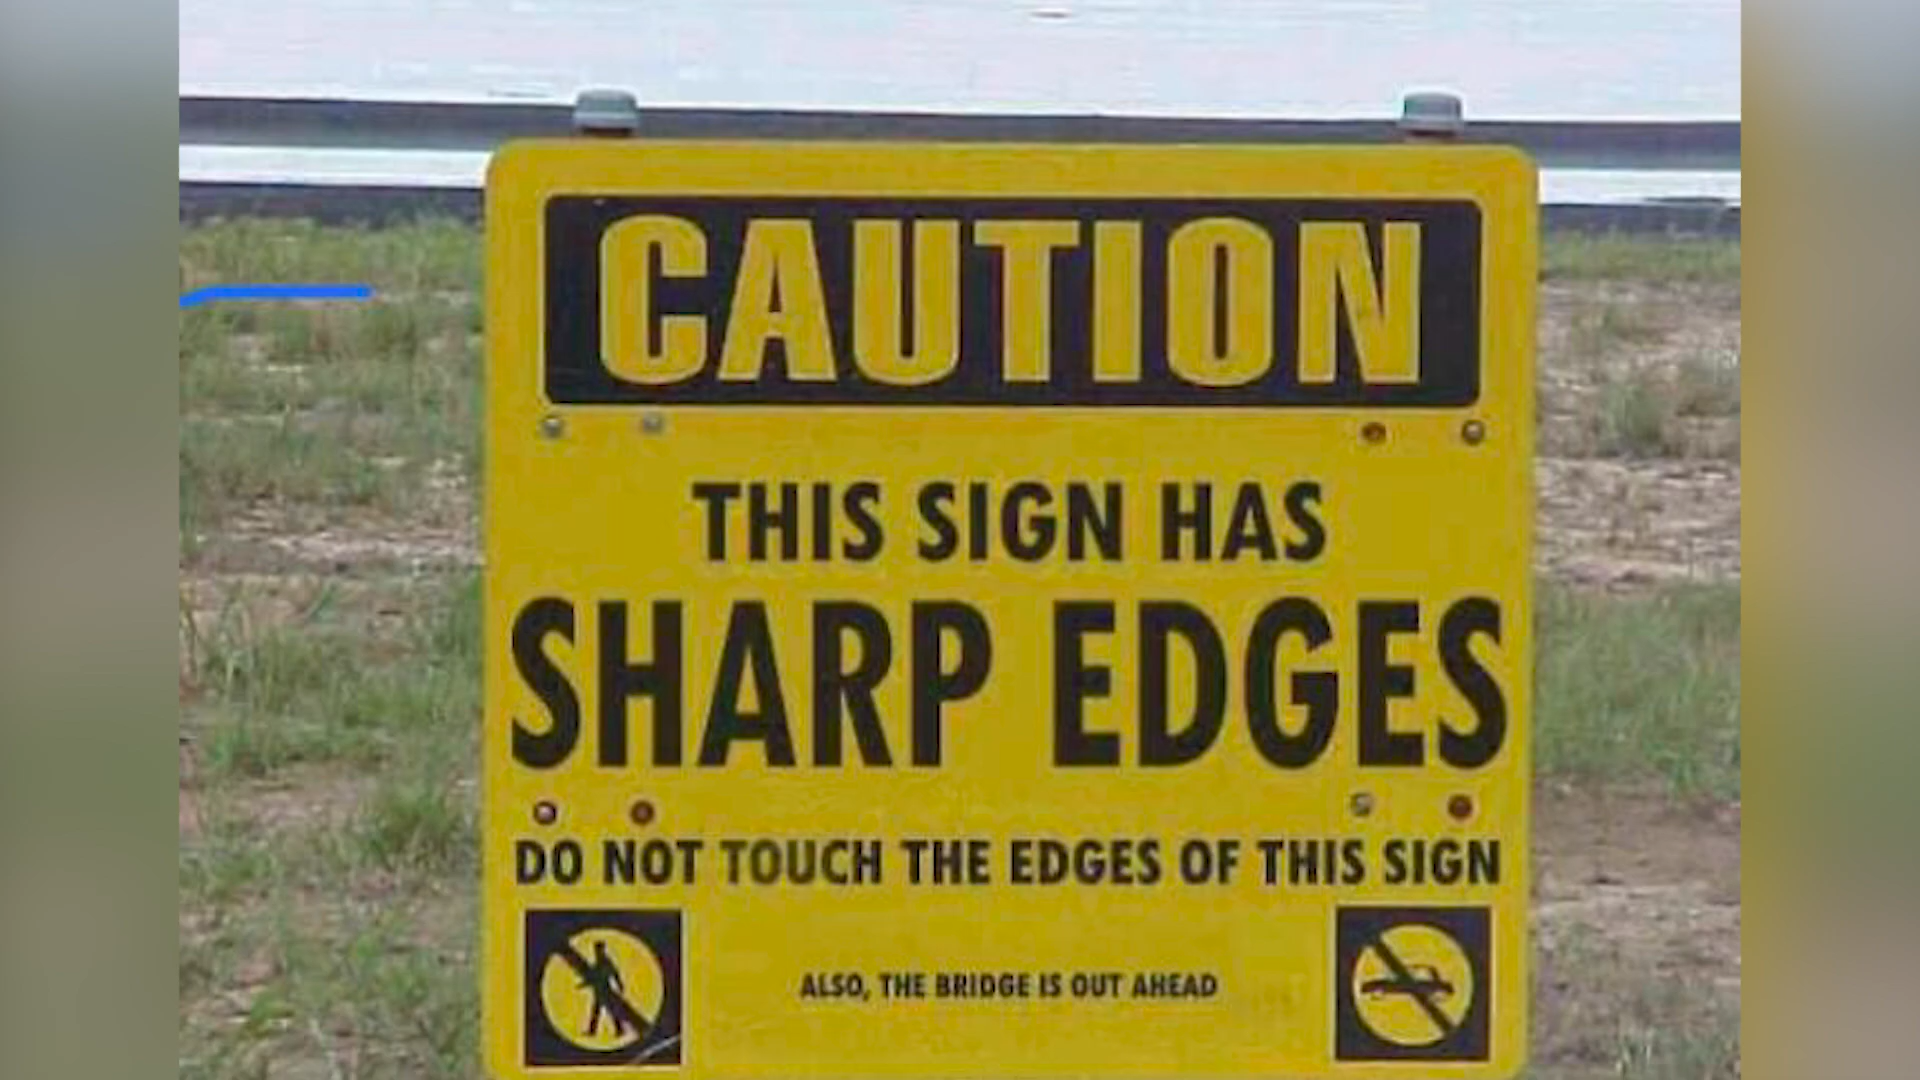 CAUTION
THIS SIGN HAS
SHARP EDGES
DO NOT TOUCH THE EDGES OF THIS SIGN
ALSO, THE BRIDGE IS OUT AHEAD